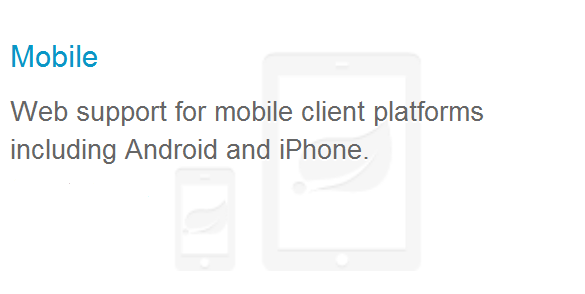 Mobile
Web support for mobile client platforms
including Android and iPhone.